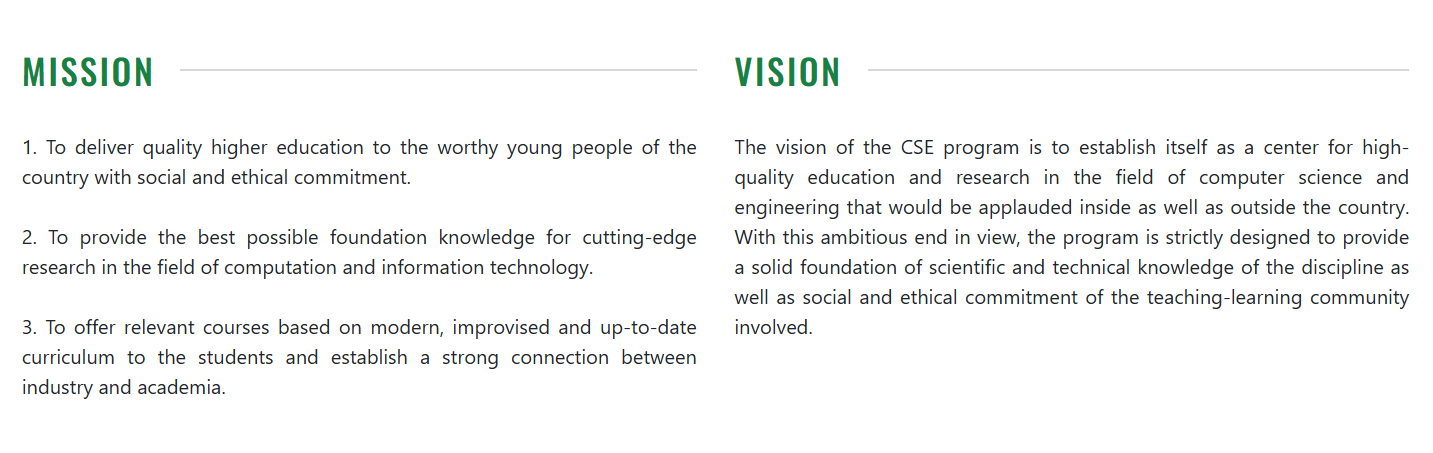 MISSION
1. To deliver quality higher education to the worthy young people of the
country with social and ethical commitment.
2. To provide the best possible foundation knowledge for cutting-edge
research in the field of computation and information technology.
3. To offer relevant courses based on modern, improvised and up-to-date
curriculum to the students and establish a strong connection between
industry and academia.
VISION
The vision of the CSE program is to establish itself as a center for high-
quality education and research in the field of computer science and
engineering that would be applauded inside as well as outside the country.
With this ambitious end in view, the program is strictly designed to provide
a solid foundation of scientific and technical knowledge of the discipline as
well as social and ethical commitment of the teaching-learning community
involved.